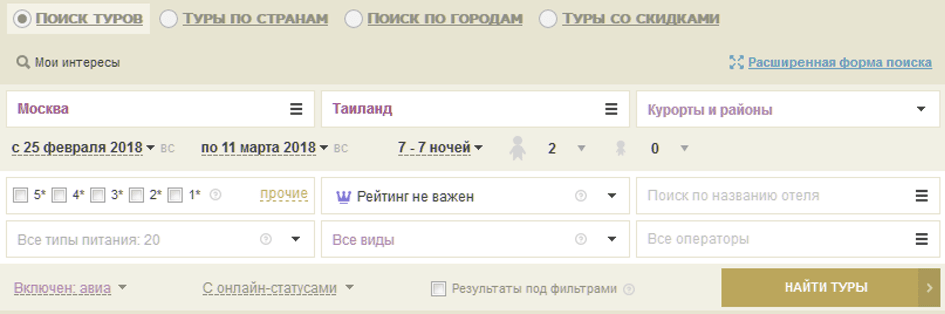 Поиск туров Туры по странам Поиск по городам Туры со скидками
Мои интересы Расширенная форма поиска
Москва Таиланд Курорты и районы
с 25 февраля 2018 вс по 11 марта 2018 вс 7 - 7 ночей 2 0
5* 4* 3* 2* 1* ? прочие Рейтинг не важен ? Поиск по названию отеля
Все типы питания: 20 ? Все виды ? Все операторы
Включен: авиа С онлайн-статусами Результаты под фильтрами ? НАЙТИ ТУРЫ